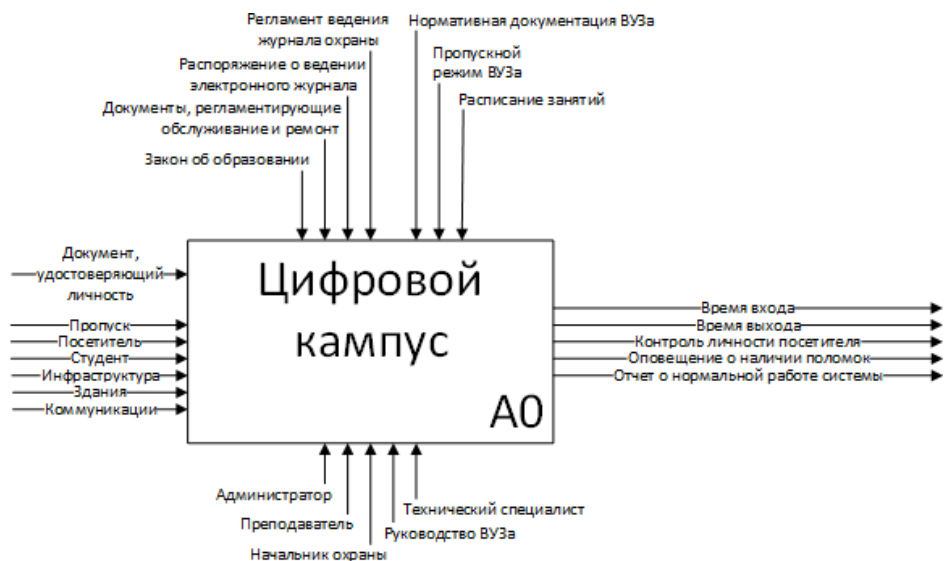 Регламент ведения
журнала охраны
Нормативная документация ВУЗа
Распоряжение о ведении
электронного журнала
Пропускной
режим ВУЗа
Документы, регламентирующие
обслуживание и ремонт
Расписание занятий
Закон об образовании
Документ,
удостоверяющий
личность
Пропуск
Посетитель
Студент
Инфраструктура
Здания
Коммуникации
Цифровой
кампус
А0
Время входа
Время выхода
Контроль личности посетителя
Оповещение о наличии поломок
Отчет о нормальной работе системы
Администратор
Преподаватель
Начальник охраны
Руководство ВУЗа
Технический специалист